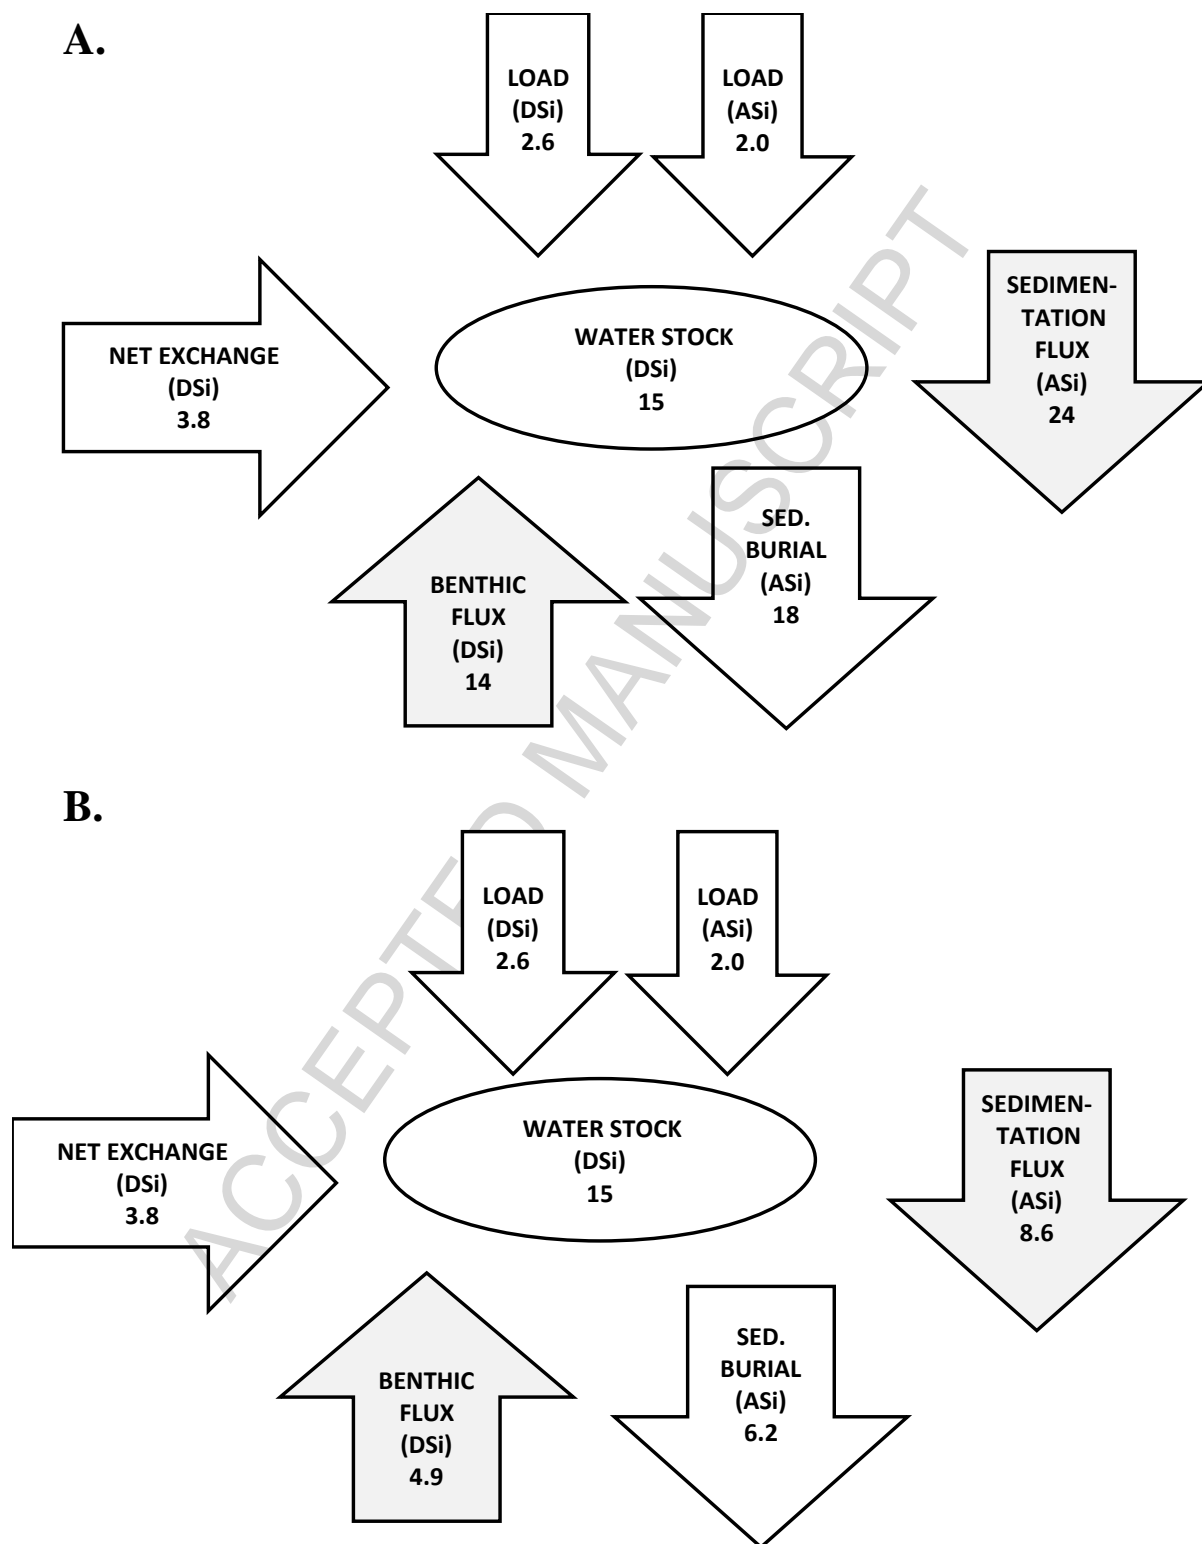 A.
LOAD
(DSi)
2.6
LOAD
(ASi)
2.0
NET EXCHANGE
(DSi)
3.8
WATER STOCK
(DSi)
15
SEDIMEN-
TATION
FLUX
(ASi)
24
BENTHIC
FLUX
(DSi)
14
SED.
BURIAL
(ASi)
18
B.
LOAD
(DSi)
2.6
LOAD
(ASi)
2.0
NET EXCHANGE
(DSi)
3.8
WATER STOCK
(DSi)
15
SEDIMEN-
TATION
FLUX
(ASi)
8.6
BENTHIC
FLUX
(DSi)
4.9
SED.
BURIAL
(ASi)
6.2
ACCEPTED MANUSCRIPT